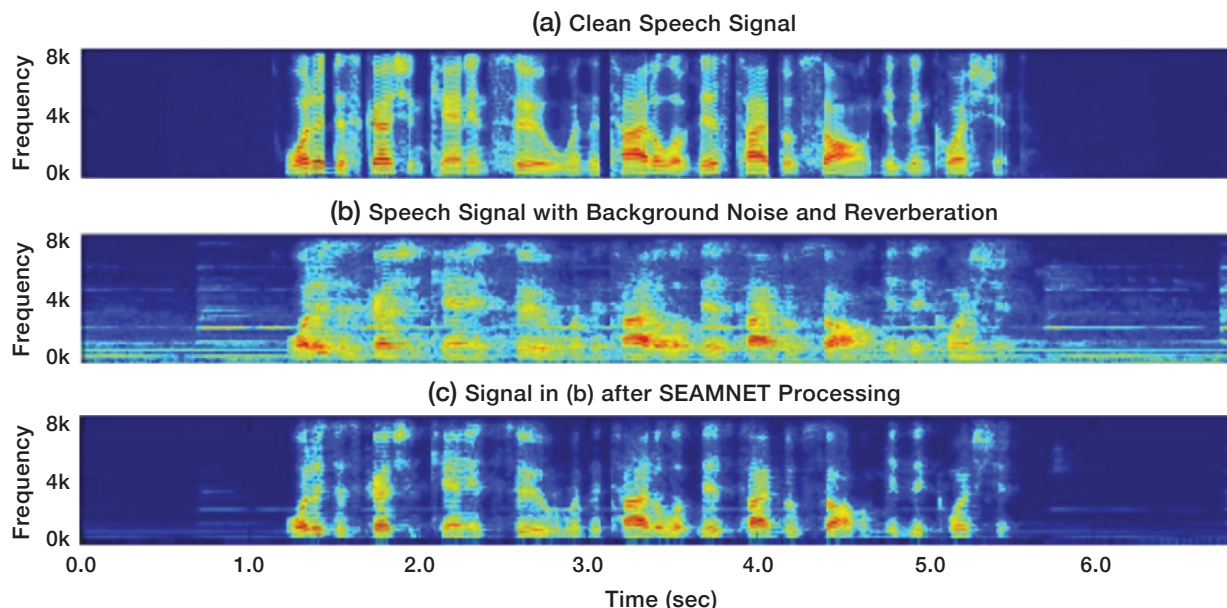 (a) Clean Speech Signal
Frequency
8k
4k
0k
(b) Speech Signal with Background Noise and Reverberation
Frequency
8k
4k
0k
(c) Signal in (b) after SEAMNET Processing
Frequency
8k
4k
0k
0.0 1.0 2.0 3.0 4.0 5.0 6.0
Time (sec)